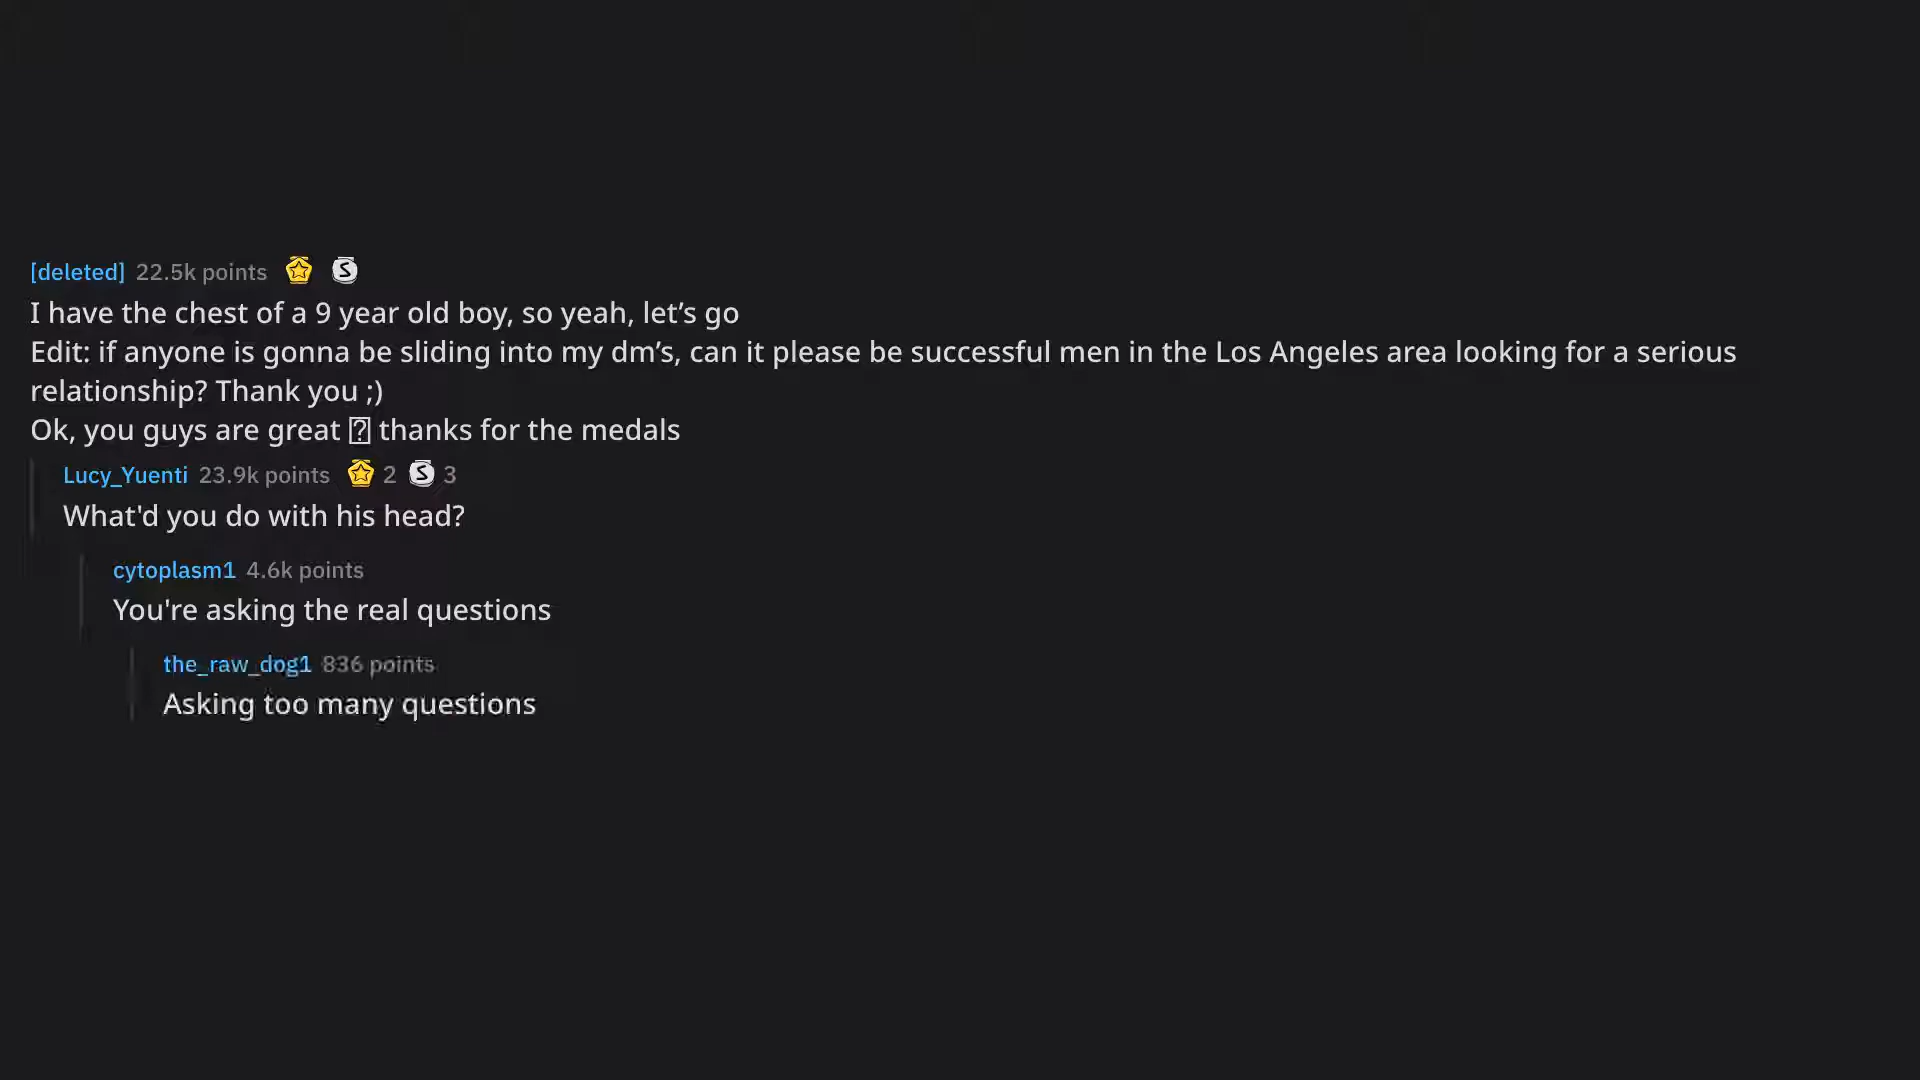 [deleted] 22.5k points
I have the chest of a 9 year old boy, so yeah, let’s go
Edit: if anyone is gonna be sliding into my dm’s, can it please be successful men in the Los Angeles area looking for a serious
relationship? Thank you ;)
Ok, you guys are great thanks for the medals
Lucy_Yuenti 23.9k points 2 3
What'd you do with his head?
cytoplasm1 4.6k points
You're asking the real questions
the_raw_dog1 836 points
Asking too many questions